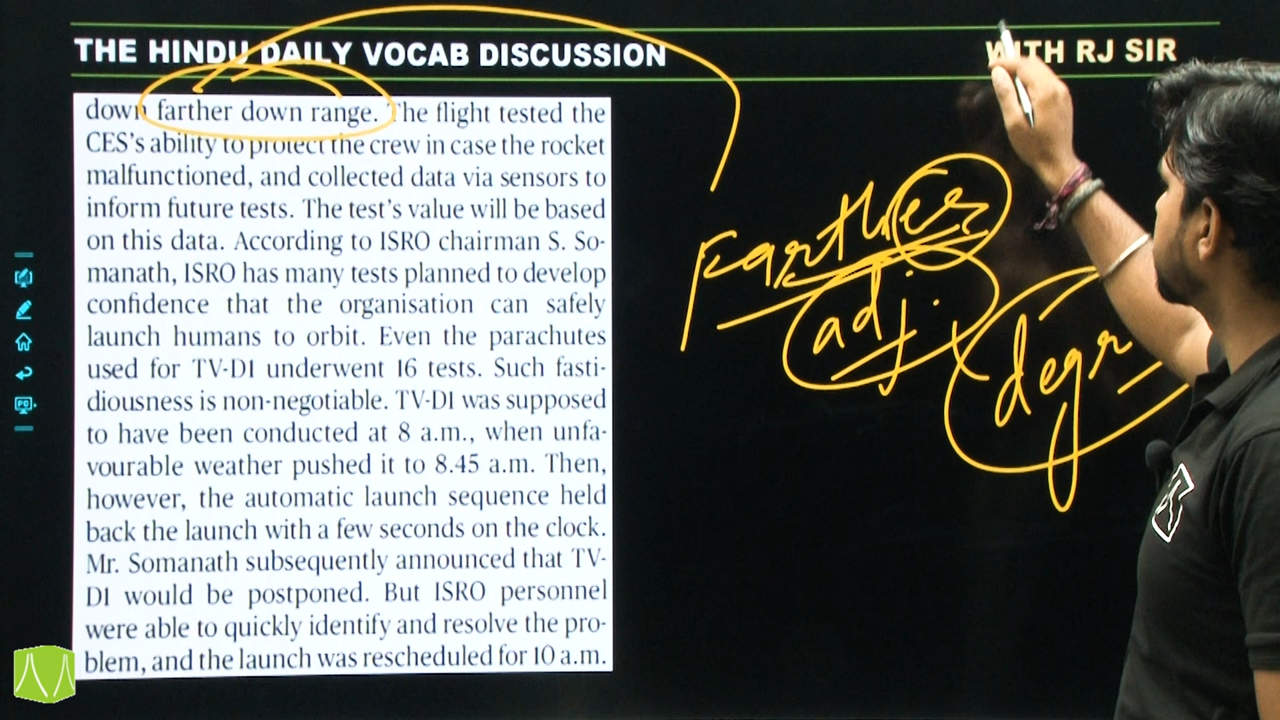 THE HINDU DAILY VOCAB DISCUSSION
WITH RJ SIR
down farther down range. The flight tested the
CES's ability to protect the crew in case the rocket
malfunctioned, and collected data via sensors to
inform future tests. The test's value will be based
on this data. According to ISRO chairman S. So-
manath, ISRO has many tests planned to develop
confidence that the organisation can safely
launch humans to orbit. Even the parachutes
used for TV-D1 underwent 16 tests. Such fasti-
diousness is non-negotiable. TV-D1 was supposed
to have been conducted at 8 a.m., when unfa-
vourable weather pushed it to 8.45 a.m. Then,
however, the automatic launch sequence held
back the launch with a few seconds on the clock.
Mr. Somanath subsequently announced that TV-
D1 would be postponed. But ISRO personnel
were able to quickly identify and resolve the pro-
blem, and the launch was rescheduled for 10 a.m.
Farther
adj.
degr